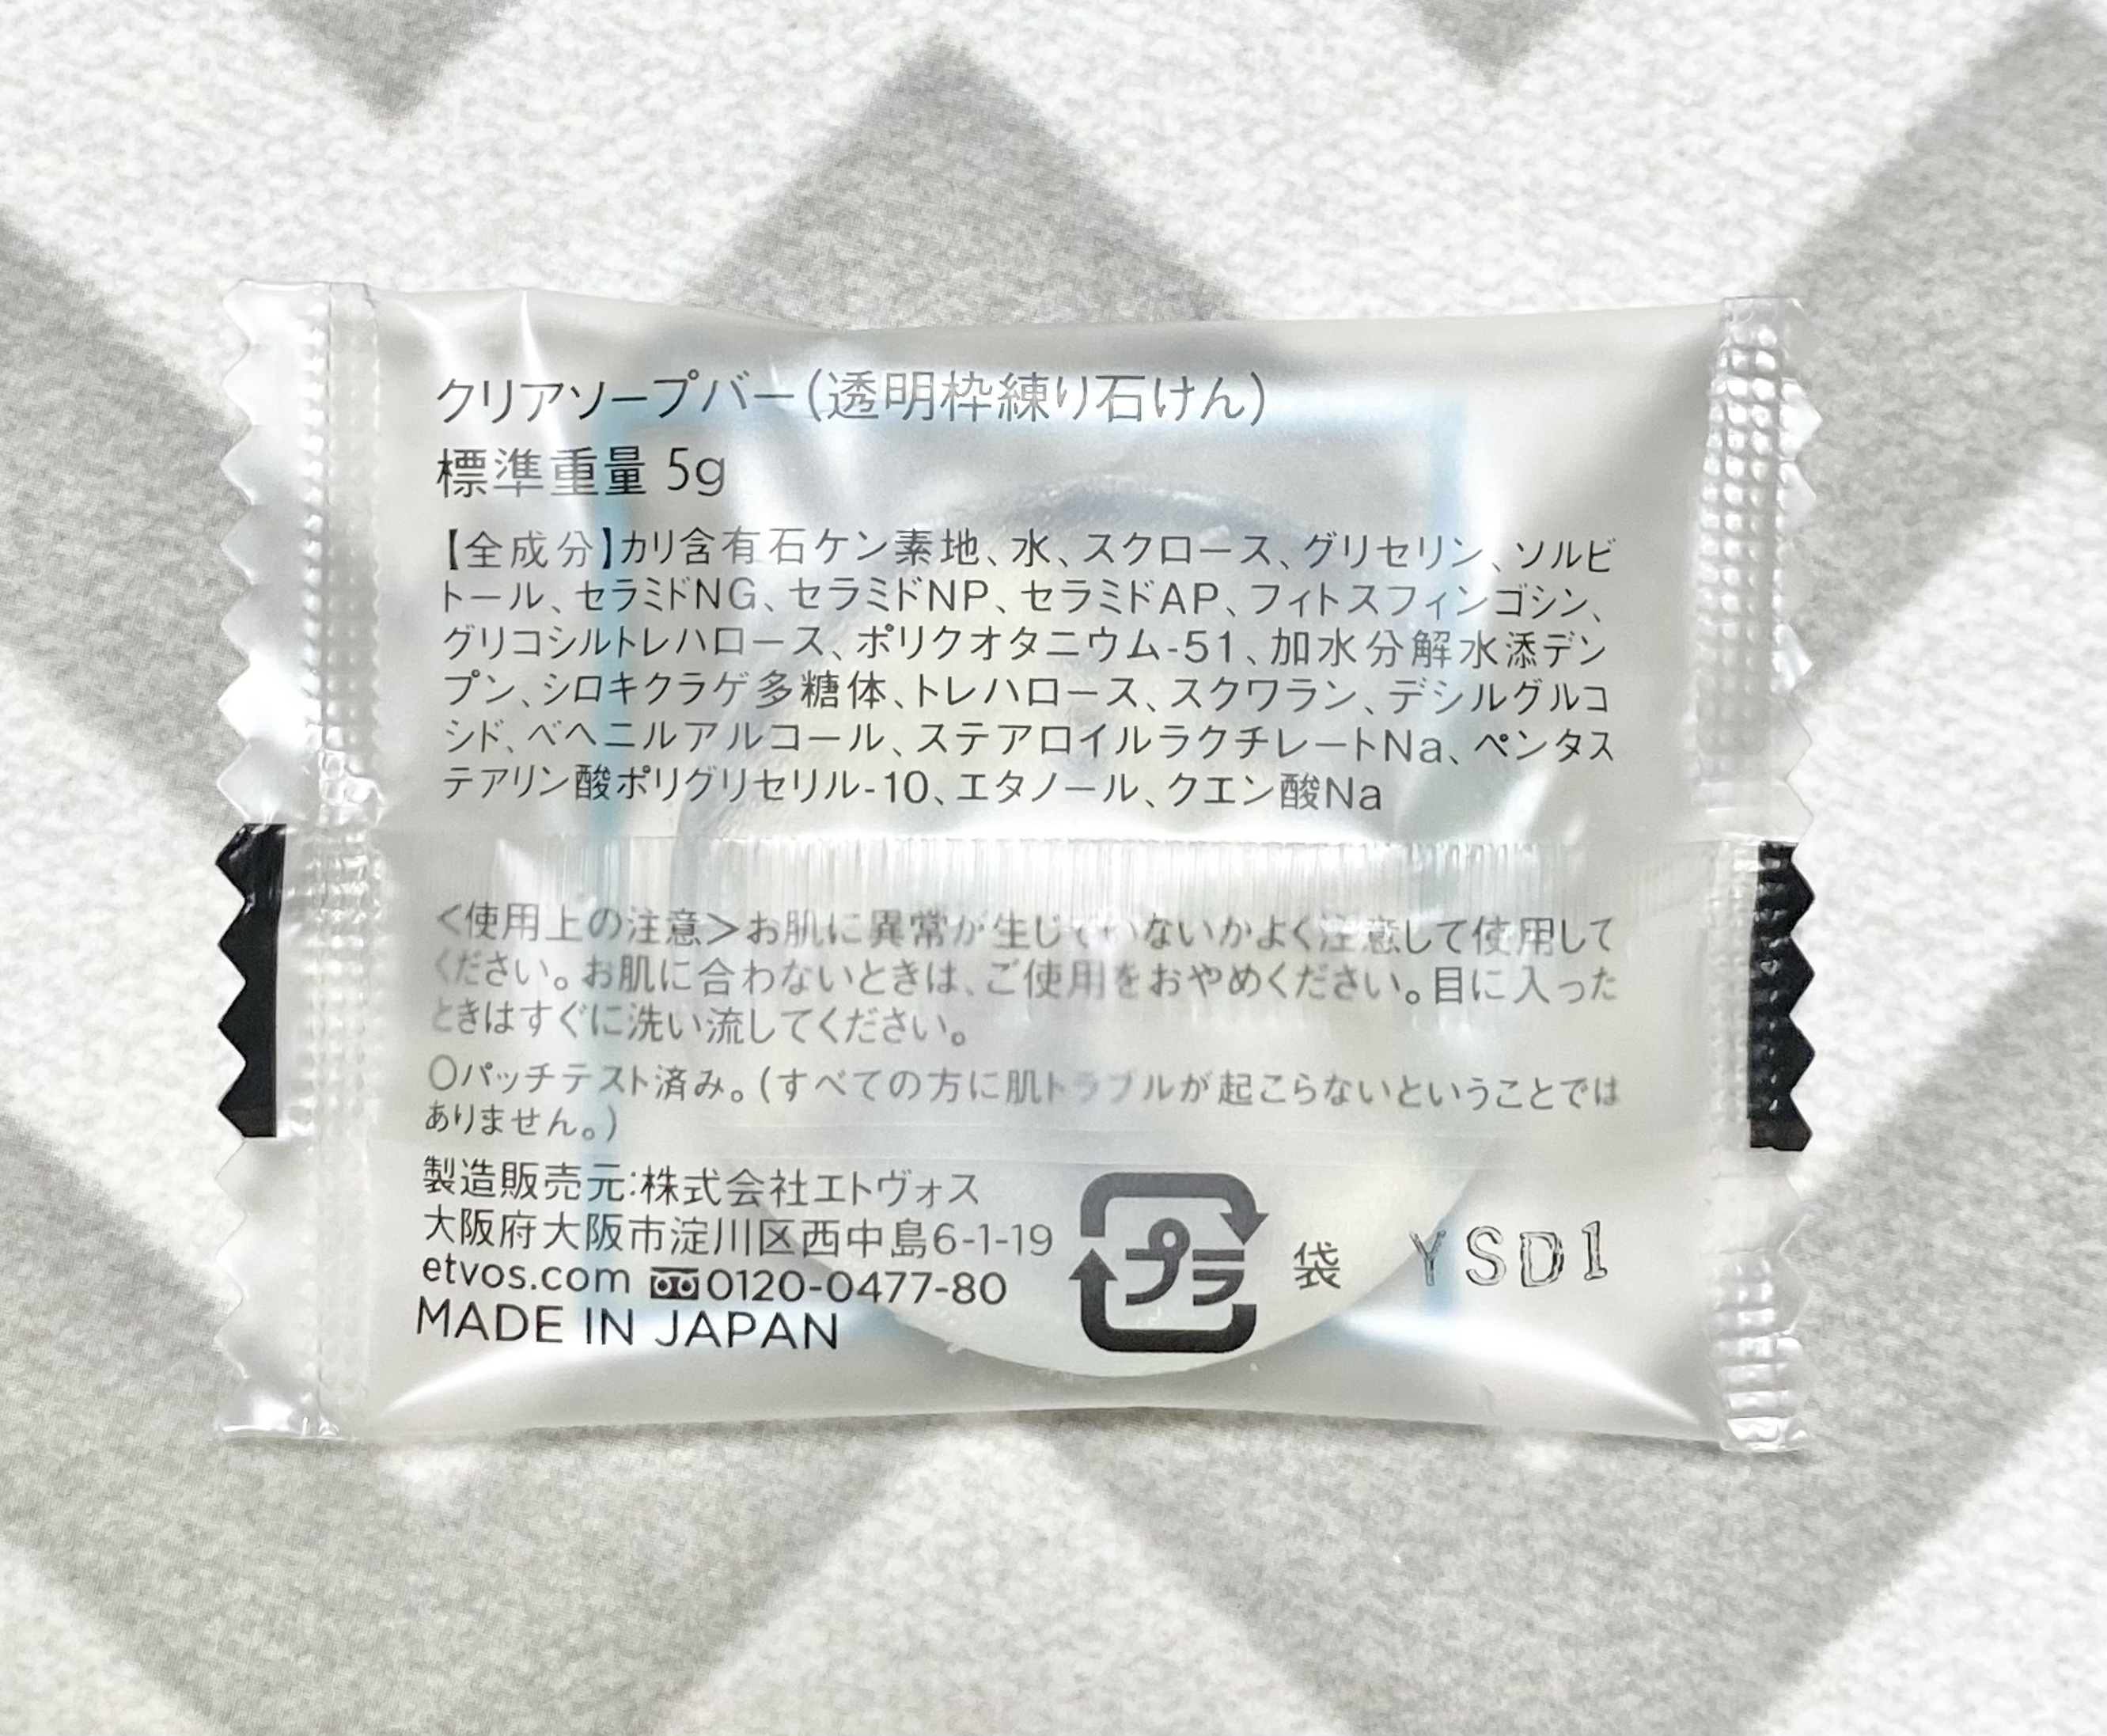 クリアソープバー(透明枠練り石けん)
標準重量 5g
【全成分】カリ含有石ケン素地、水、スクロース、グリセリン、ソルビ
トール、セラミドNG、セラミドNP、セラミドAP、フィトスフィンゴシン、
グリコシルトレハロース、ポリクオタニウム-51、加水分解水添デン
プン、シロキクラゲ多糖体、トレハロース、スクワラン、デシルグルコ
シド、ベヘニルアルコール、ステアロイルラクチレートNa、ペンタス
テアリン酸ポリグリセリル-10、エタノール、クエン酸Na
<使用上の注意>お肌に異常が生じていないかよく注意して使用して
ください。お肌に合わないときは、ご使用をおやめください。目に入った
ときはすぐに洗い流してください。
○パッチテスト済み。(すべての方に肌トラブルが起こらないということでは
ありません。)
製造販売元:株式会社エトヴォス
大阪府大阪市淀川区西中島6-1-19
etvos.com 0120-0477-80
MADE IN JAPAN
プラ 袋 YSD1